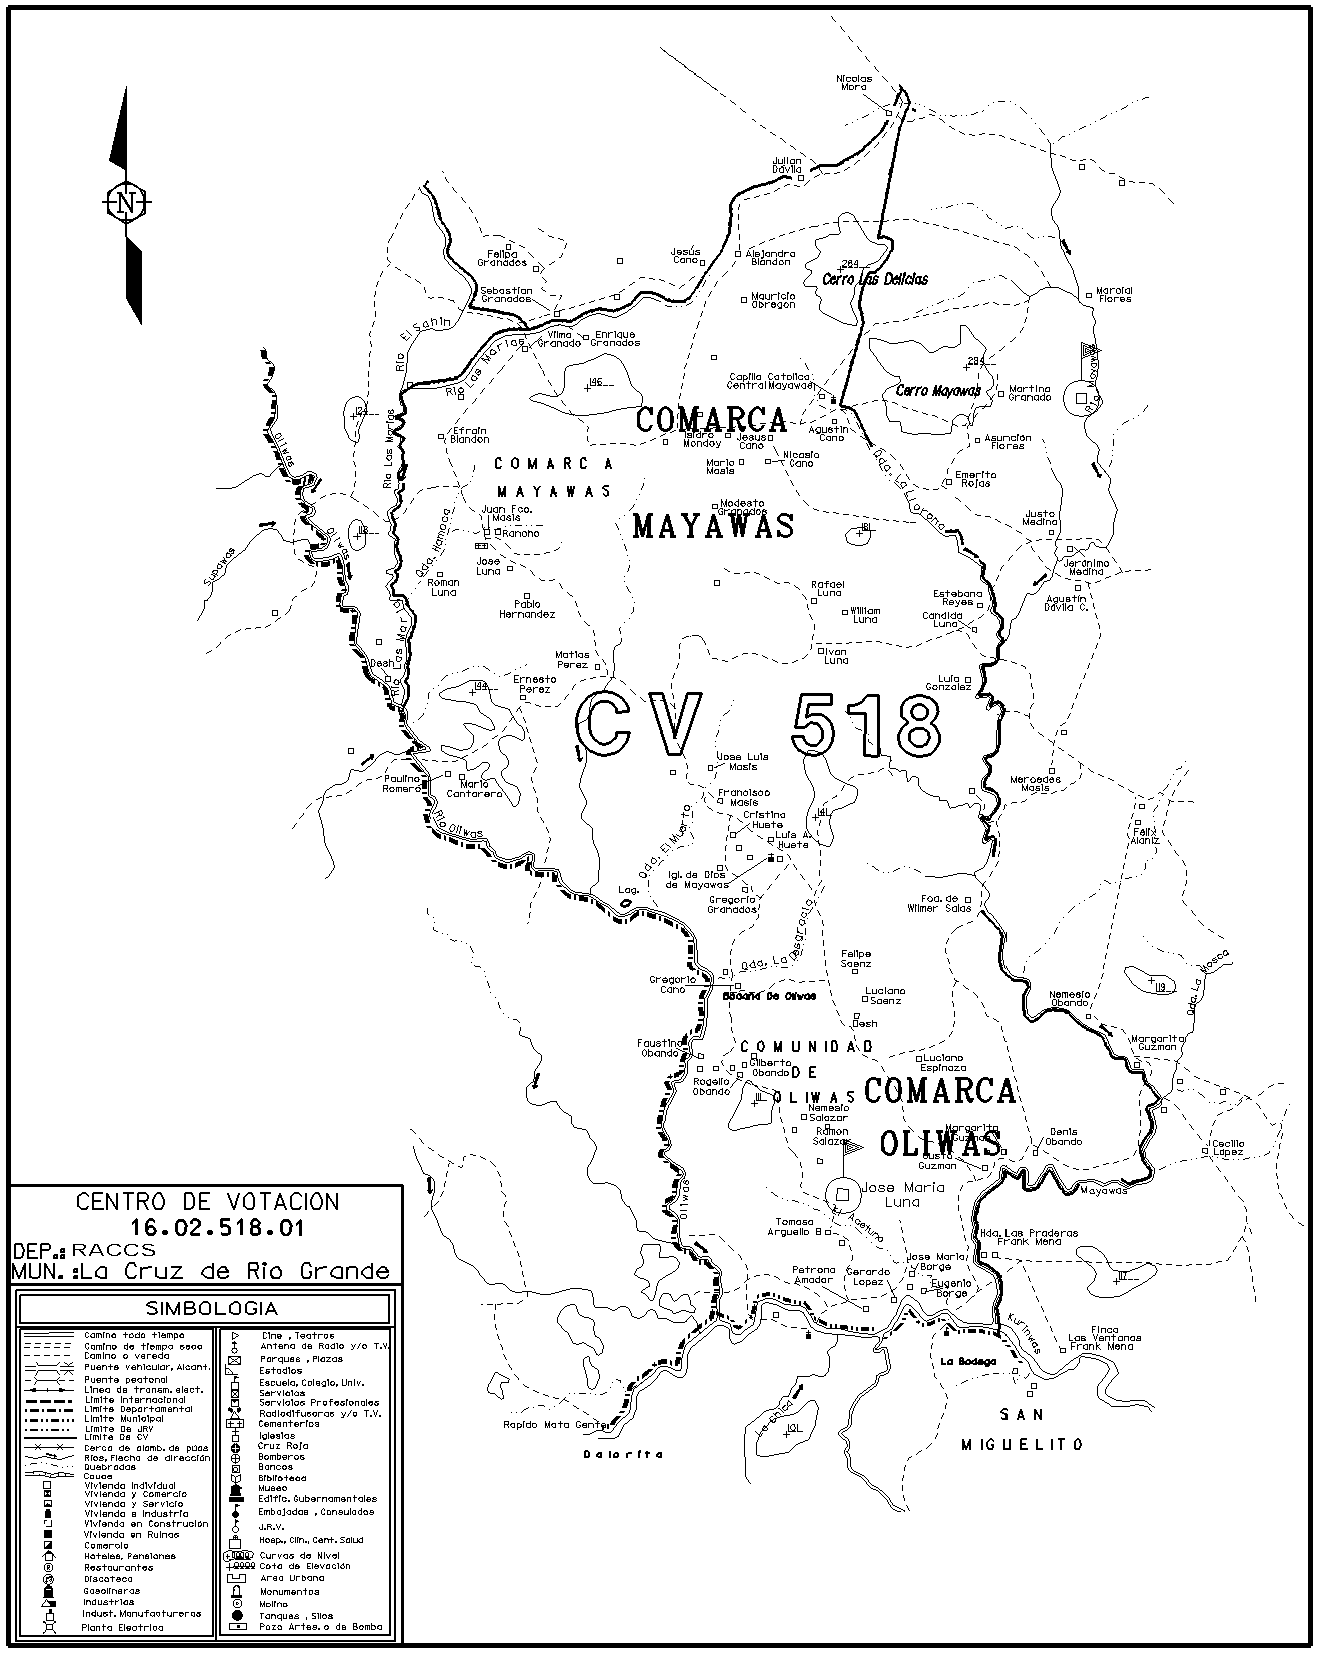 Nicolas
Mora
N
Julian
Davila
Felipa
Granados
Jesus
Cano
Alejandra
Blandon
264
Cerro Las Delicias
Sebastian
Granados
Mauricio
Obregon
Marcial
Flores
Rio El Sahin
Vilma
Granado
Enrique
Granados
Rio Las Marias
146
284
Rio Mayawas
Capilla Catolica
Central Mayawas
Cerro Mayawas
Martina
Granado
124
COMARCA
Rio Las Marias
Efrain
Blandon
Isidro
Mondoy
Jesus
Cano
Agustin
Cano
Asuncion
Flores
Oliwas
COMARCA
MAYAWAS
Mario
Masis
Nicasio
Cano
Qda. La Llorona
Emerito
Rojas
Modesto
Granados
MAYAWAS
Juan Fco.
Masis
Rancho
Justo
Medina
118
181
Oliwas
Qda. Hamaca
Supawas
Jose
Luna
Jeronimo
Medina
Roman
Luna
Rafael
Luna
Esteban
Reyes
Agustin
Davila C.
Pablo
Hernandez
William
Luna
Candida
Luna
Rio Las Marias
Desh.
Matias
Perez
Ivan
Luna
Ernesto
Perez
Luis
Gonzalez
144
CV 518
Paulino
Romero
Mario
Cantarero
Jose Luis
Masis
Mercedes
Masis
Francisco
Masis
141
Rio Oliwas
Cristina
Huete
Qda. El Muerto
Luis A.
Huete
Felix
Alaniz
Igl. de Dios
de Mayawas
Lag.
Gregorio
Granados
Fca. de
Wilmer Salas
Qda. La Desgracia
Felipe
Saenz
Qda. La Mosca
Gregorio
Cano
Bocana De Oliwas
Luciano
Saenz
119
Nemesio
Obando
Desh
Faustino
Obando
COMUNIDAD
DE
OLIWAS
Margarita
Guzman
Gilberto
Obando
Luciano
Espinoza
Rogelio
Obando
COMARCA
OLIWAS
111
Nemesio
Salazar
Ramon
Salazar
Margarita
Guzman
Denis
Obando
Justo
Guzman
Cecilio
Lopez
Jose Maria
Luna
Mayawas
Oliwas
El Aceituno
Tomasa
Arguello B
Hda. Las Praderas
Frank Mena
Petrona
Amador
Gerardo
Lopez
Jose Maria
Borge
Eugenio
Borge
117
Kurinwas
Finca
Las Ventanas
Frank Mena
La Bodega
Rapido Mata Gente
Dalorita
La Chica
101
SAN
MIGUELITO
CENTRO DE VOTACION
16.02.518.01
DEP.: RACCS
MUN. :La Cruz de Rio Grande
SIMBOLOGIA
Camino todo tiempo
Camino de tiempo seco
Camino o vereda
Puente vehicular, Alcant.
Puente peatonal
Linea de transm. elect.
Limite Internacional
Limite Departamental
Limite Municipal
Limite De JRV
Limite De CV
Cerca de alamb. de púas
Rios, Flecha de dirección
Quebradas
Cauce
Vivienda Individual
Vivienda y Comercio
Vivienda y Servicio
Vivienda e Industria
Vivienda en Construción
Vivienda en Ruinas
Comercio
Hoteles, Pensiones
Restaurantes
Discoteca
Gasolineras
Industrias
Indust. Manufactureras
Planta Electrica
Cine , Teatros
Antena de Radio y/o T.V.
Parques , Plazas
Estadios
Escuela, Colegio, Univ.
Servicios
Servicios Profesionales
Radiodifusoras y/o T.V.
Cementerios
Iglesias
Cruz Roja
Bomberos
Bancos
Biblioteca
Museo
Edific. Gubernamentales
Embajadas , Consulados
J.R.V.
Hosp., Clin., Cent. Salud
Curvas de Nivel
Cota de Elevación
Area Urbana
Monumentos
Molino
Tanques , Silos
Pozo Artes. o de Bomba